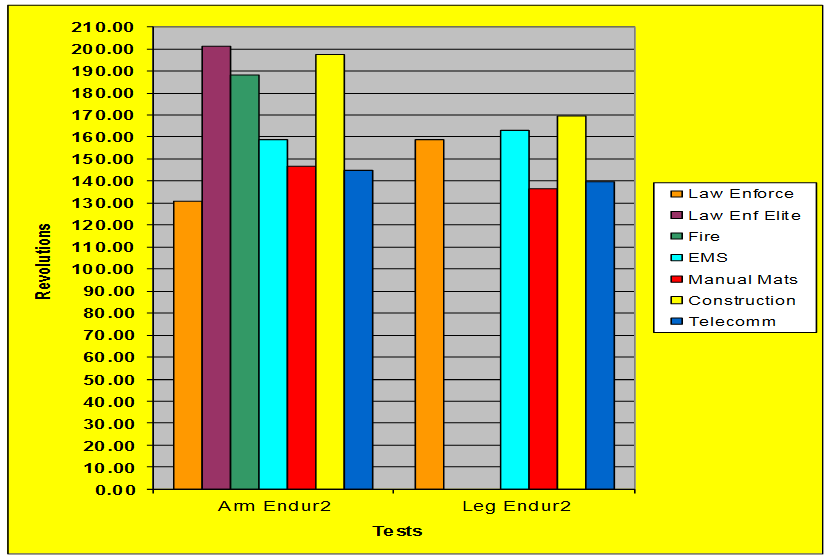 210.00
200.00
190.00
180.00
170.00
160.00
150.00
140.00
130.00
120.00
110.00
100.00
90.00
80.00
70.00
60.00
50.00
40.00
30.00
20.00
10.00
0.00
Revolutions
Arm Endur2
Leg Endur2
Tests
Law Enforce
Law Enf Elite
Fire
EMS
Manual Mats
Construction
Telecomm